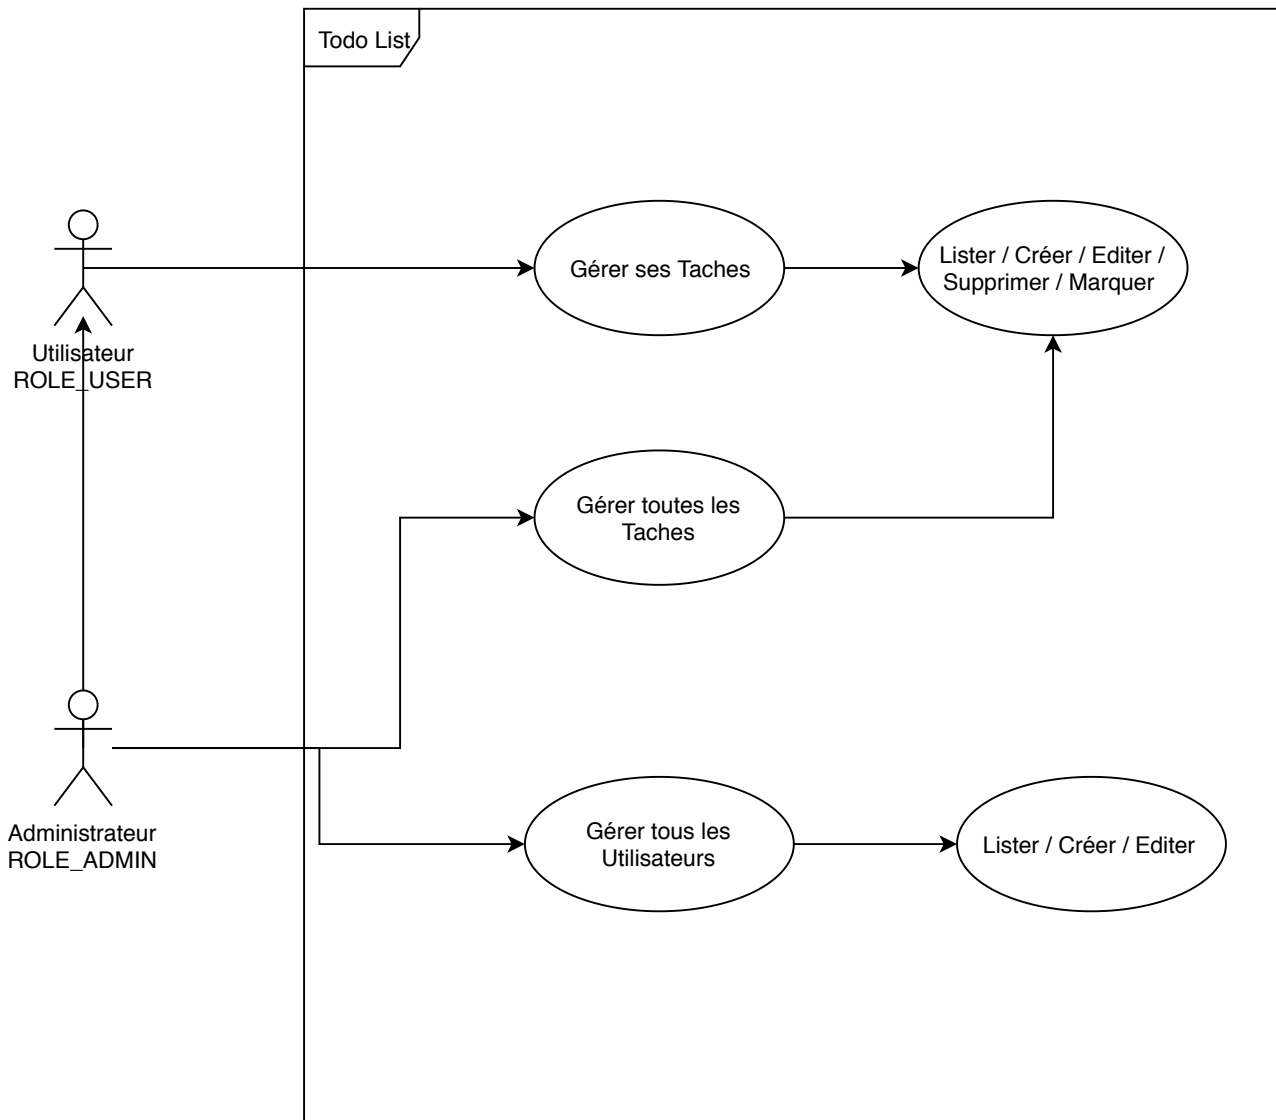 Todo List
Gérer ses Taches
Lister / Créer / Editer /
Supprimer / Marquer
Utilisateur
ROLE_USER
Gérer toutes les
Taches
Administrateur
ROLE_ADMIN
Gérer tous les
Utilisateurs
Lister / Créer / Editer